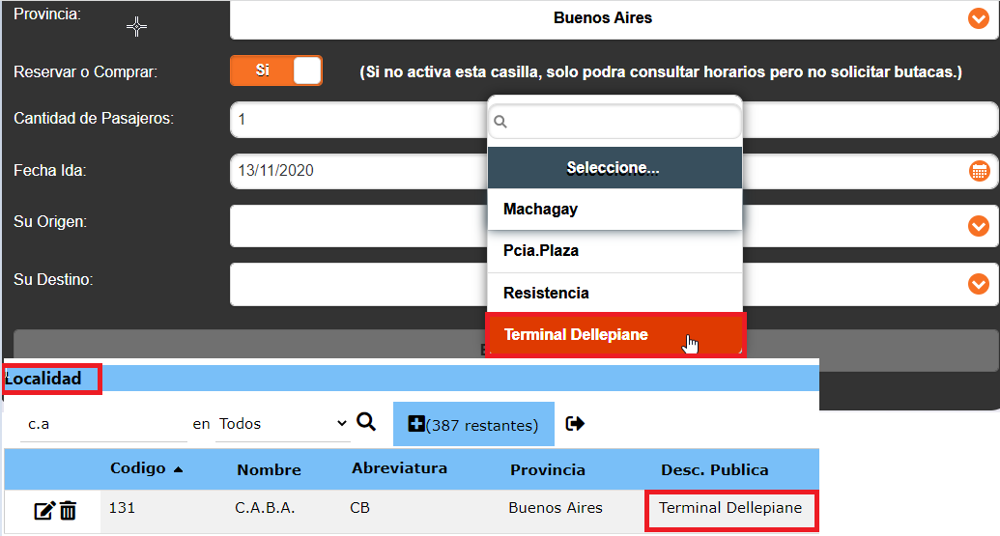 Provincia:
Buenos Aires
Reservar o Comprar:
Si
(Si no activa esta casilla, solo podra consultar horarios pero no solicitar butacas.)
Cantidad de Pasajeros:
1
Fecha Ida:
13/11/2020
Seleccione...
Machagay
Su Origen:
Pcia.Plaza
Su Destino:
Resistencia
Terminal Dellepiane
Localidad
c.a en Todos (387 restantes)
Codigo Nombre Abreviatura Provincia Desc. Publica
131 C.A.B.A. CB Buenos Aires Terminal Dellepiane